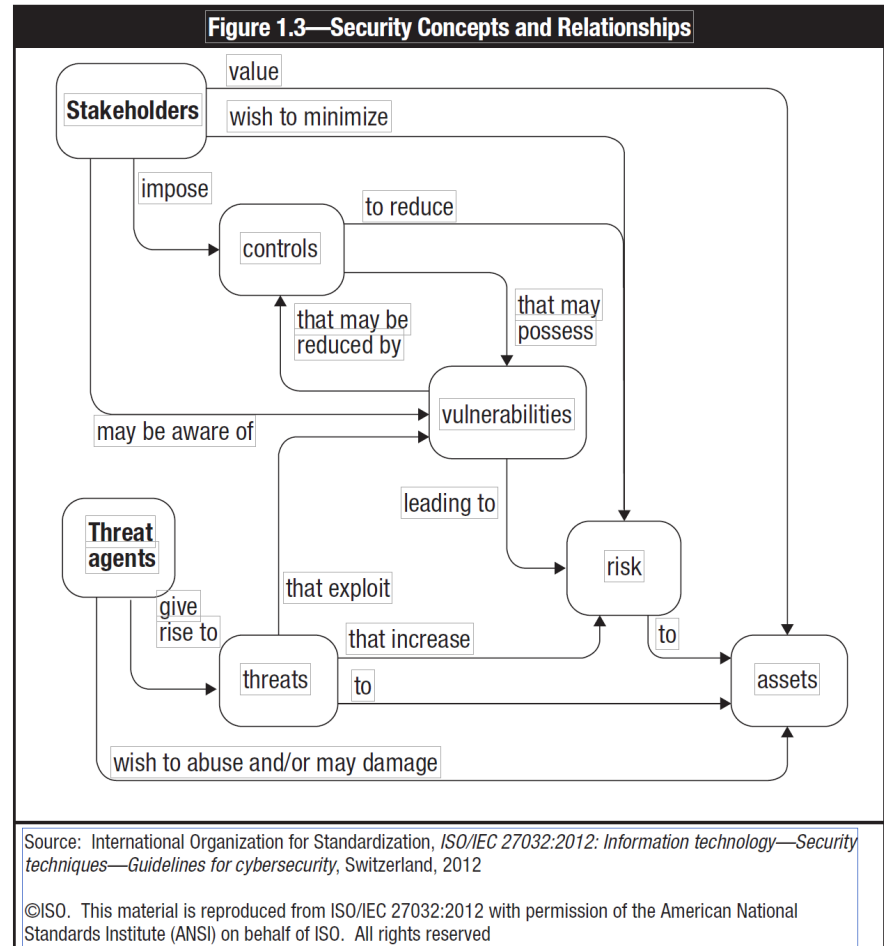 Figure 1.3—Security Concepts and Relationships
value
Stakeholders
wish to minimize
impose
to reduce
controls
that may be
reduced by
that may
possess
vulnerabilities
may be aware of
leading to
Threat
agents
risk
that exploit
give
rise to
that increase
to
threats
to
assets
wish to abuse and/or may damage
Source: International Organization for Standardization, ISO/IEC 27032:2012: Information technology—Security
techniques—Guidelines for cybersecurity, Switzerland, 2012
©ISO. This material is reproduced from ISO/IEC 27032:2012 with permission of the American National
Standards Institute (ANSI) on behalf of ISO. All rights reserved